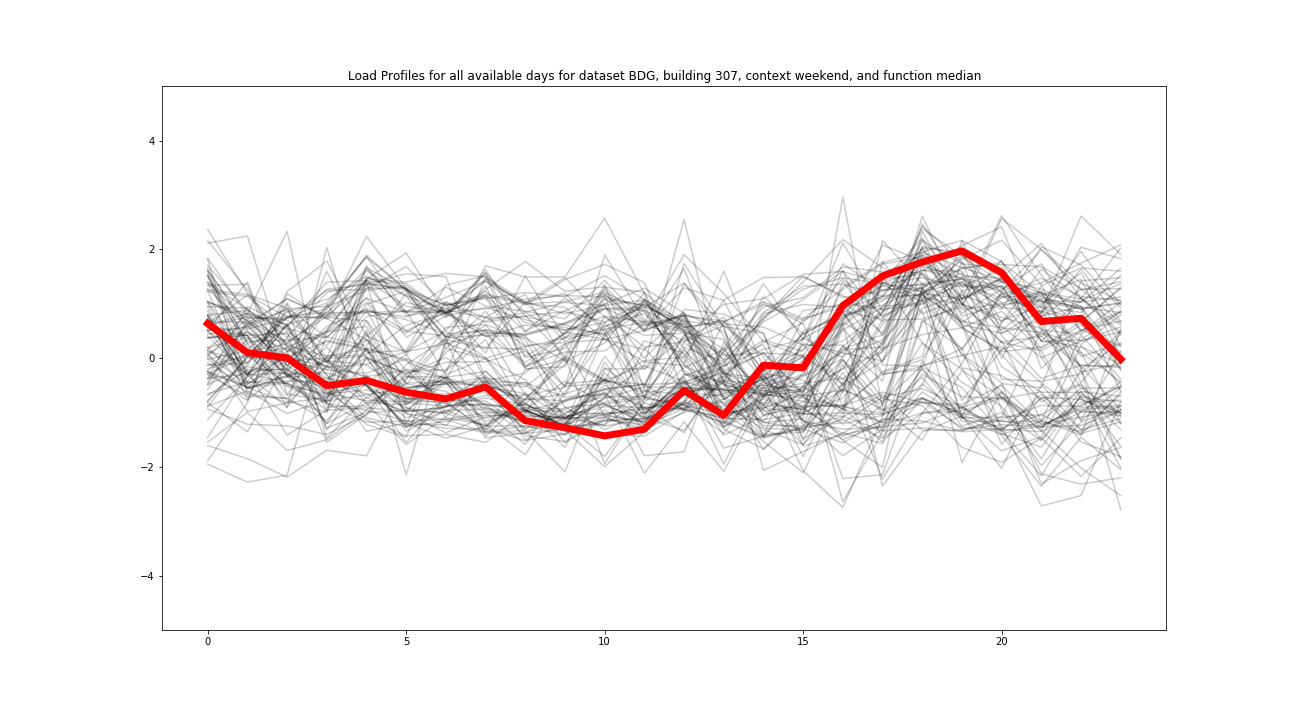 Load Profiles for all available days for dataset BDG, building 307, context weekend, and function median
4
2
0
−2
−4
0 5 10 15 20